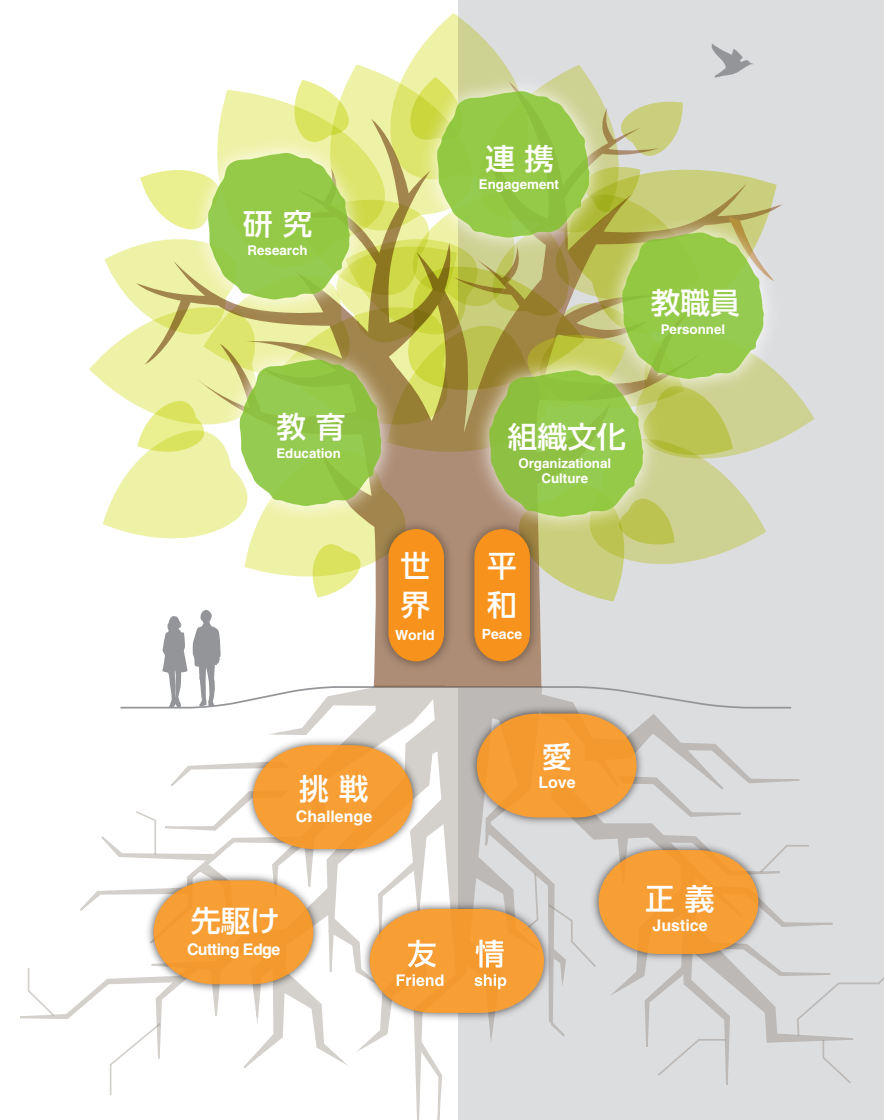 連 携
Engagement
研 究
Research
教職員
Personnel
教 育
Education
組織文化
Organizational
Culture
世
界
World
平
和
Peace
愛
Love
挑 戦
Challenge
正 義
Justice
先駆け
Cutting Edge
友 情
Friend ship